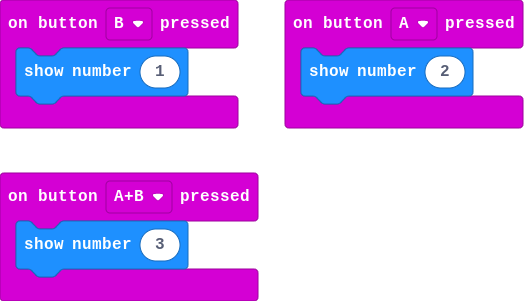 on button B pressed
show number 1
on button A pressed
show number 2
on button A+B pressed
show number 3